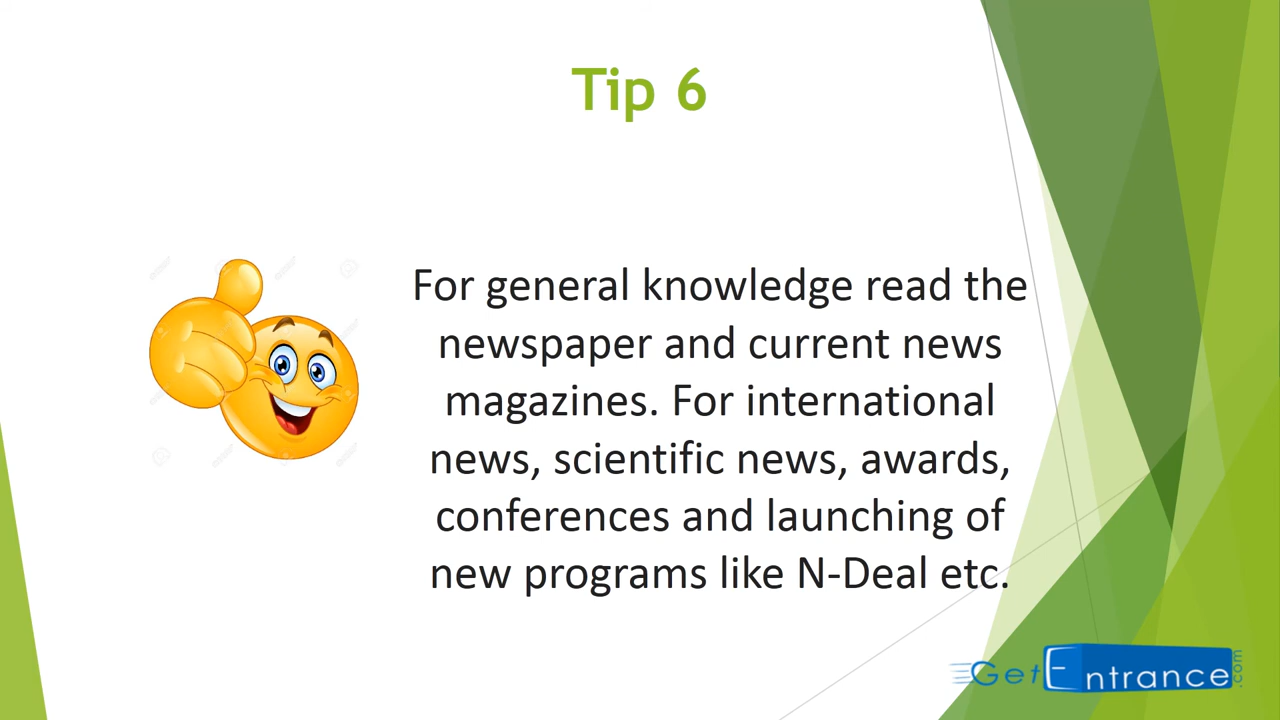 Tip 6
For general knowledge read the
newspaper and current news
magazines. For international
news, scientific news, awards,
conferences and launching of
new programs like N-Deal etc.
GetEntrance.com